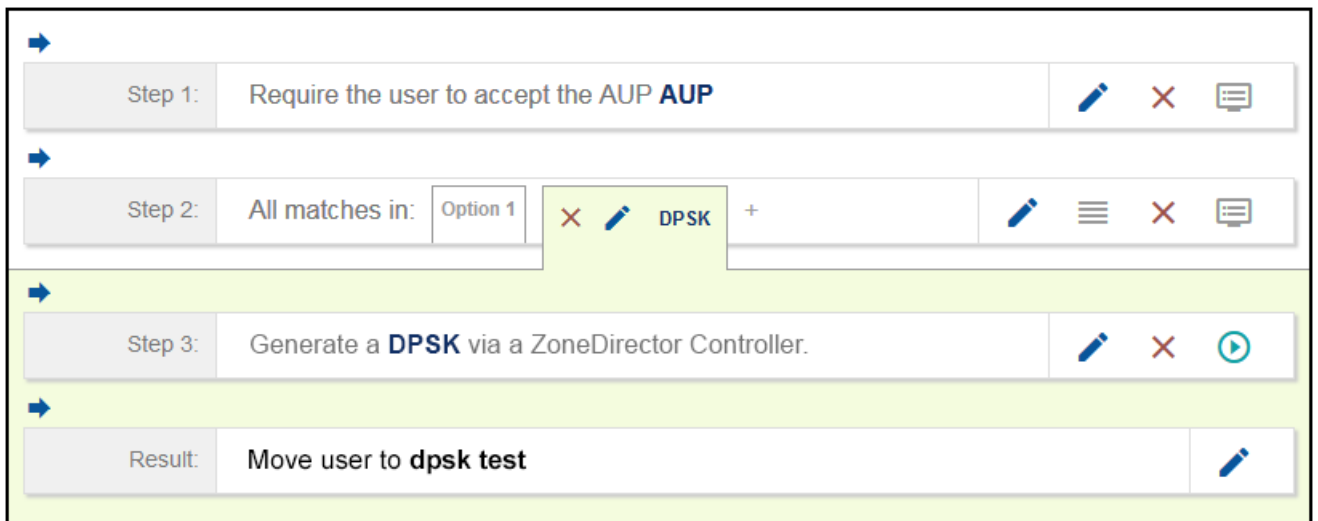 Step 1: Require the user to accept the AUP AUP
Step 2: All matches in: Option 1 DPSK +
Step 3: Generate a DPSK via a ZoneDirector Controller.
Result: Move user to dpsk test